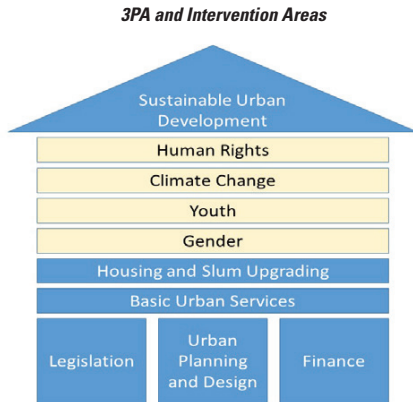 3PA and Intervention Areas
Sustainable Urban
Development
Human Rights
Climate Change
Youth
Gender
Housing and Slum Upgrading
Basic Urban Services
Legislation
Urban
Planning
and Design
Finance